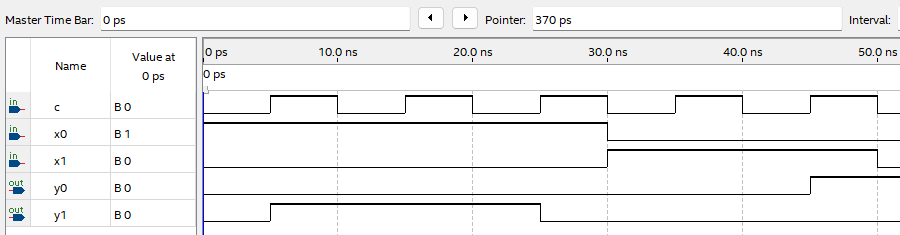 Master Time Bar: 0 ps Pointer: 370 ps Interval:
Name Value at 0 ps
0 ps 10.0 ns 20.0 ns 30.0 ns 40.0 ns 50.0 ns
0 ps
in c B 0
in x0 B 1
in x1 B 0
out y0 B 0
out y1 B 0